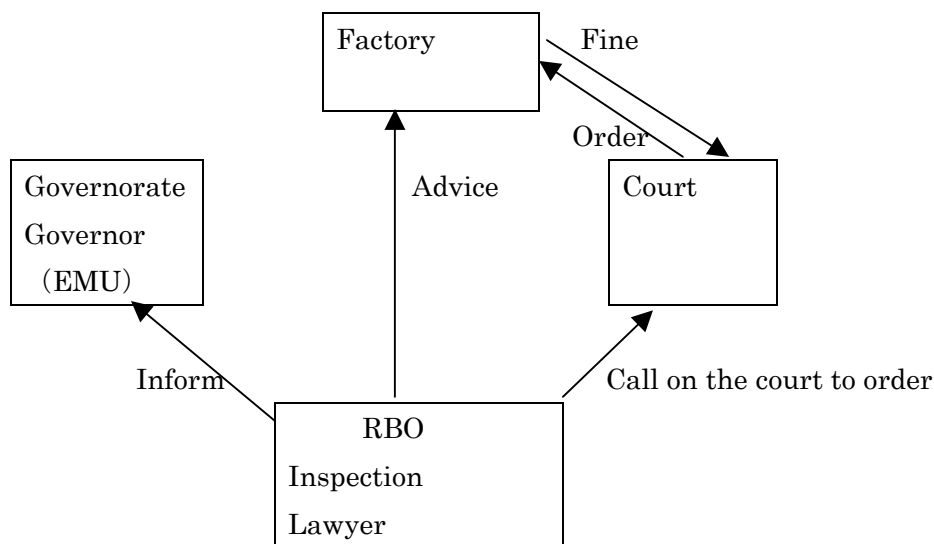 Factory
Fine
Order
Governorate
Governor
（EMU）
Advice
Court
Inform
Call on the court to order
RBO
Inspection
Lawyer